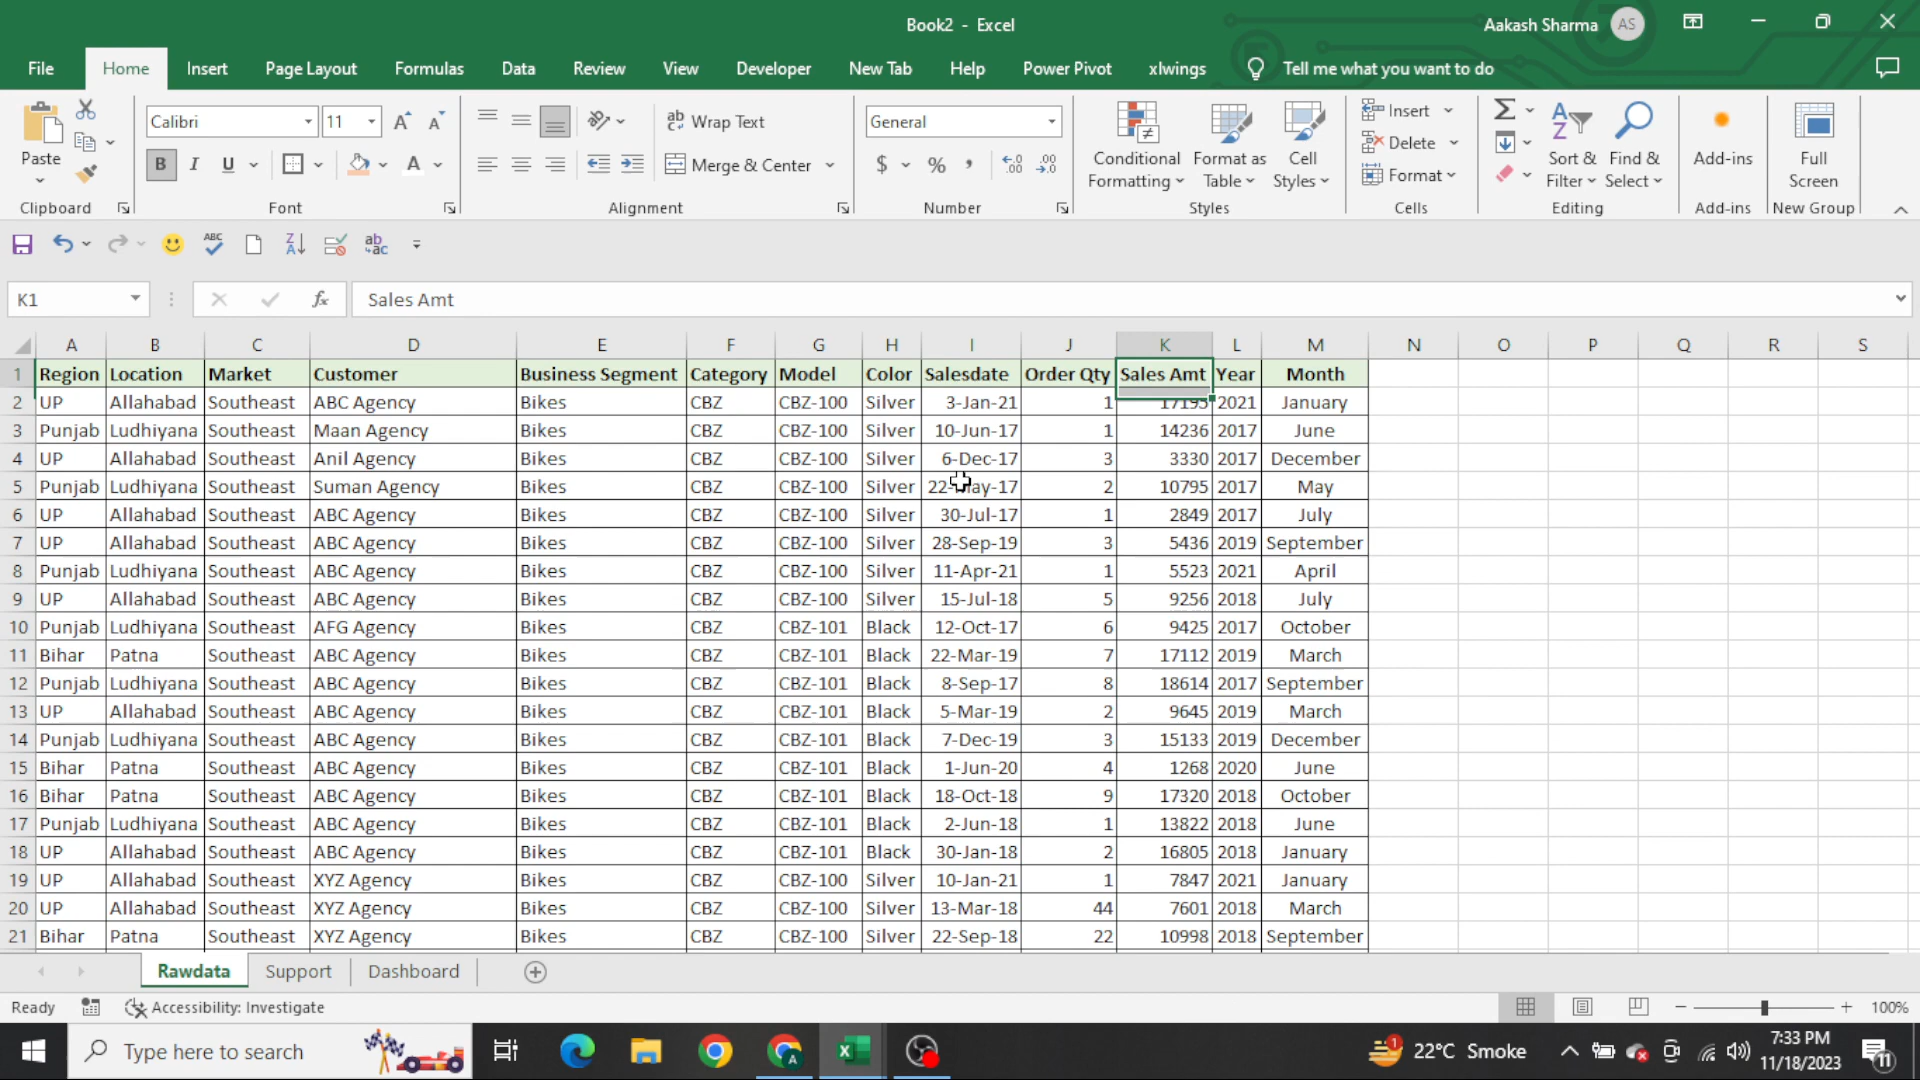 Book2 - Excel
Aakash Sharma AS
File Home Insert Page Layout Formulas Data Review View Developer New Tab Help Power Pivot xlwings Tell me what you want to do
Paste
Clipboard
Calibri 11
B I U A
Font
ab Wrap Text
Merge & Center
Alignment
General
$ % ,
Number
Conditional Formatting
Format as Table
Cell Styles
Styles
Insert
Delete
Format
Cells
Sort & Filter
Find & Select
Editing
Add-ins
Add-ins
Full Screen
New Group
K1 fx Sales Amt
A B C D E F G H I J K L M N O P Q R S
1 Region Location Market Customer Business Segment Category Model Color Salesdate Order Qty Sales Amt Year Month
2 UP Allahabad Southeast ABC Agency Bikes CBZ CBZ-100 Silver 3-Jan-21 1 17195 2021 January
3 Punjab Ludhiyana Southeast Maan Agency Bikes CBZ CBZ-100 Silver 10-Jun-17 1 14236 2017 June
4 UP Allahabad Southeast Anil Agency Bikes CBZ CBZ-100 Silver 6-Dec-17 3 3330 2017 December
5 Punjab Ludhiyana Southeast Suman Agency Bikes CBZ CBZ-100 Silver 22-May-17 2 10795 2017 May
6 UP Allahabad Southeast ABC Agency Bikes CBZ CBZ-100 Silver 30-Jul-17 1 2849 2017 July
7 UP Allahabad Southeast ABC Agency Bikes CBZ CBZ-100 Silver 28-Sep-19 3 5436 2019 September
8 Punjab Ludhiyana Southeast ABC Agency Bikes CBZ CBZ-100 Silver 11-Apr-21 1 5523 2021 April
9 UP Allahabad Southeast ABC Agency Bikes CBZ CBZ-100 Silver 15-Jul-18 5 9256 2018 July
10 Punjab Ludhiyana Southeast AFG Agency Bikes CBZ CBZ-101 Black 12-Oct-17 6 9425 2017 October
11 Bihar Patna Southeast ABC Agency Bikes CBZ CBZ-101 Black 22-Mar-19 7 17112 2019 March
12 Punjab Ludhiyana Southeast ABC Agency Bikes CBZ CBZ-101 Black 8-Sep-17 8 18614 2017 September
13 UP Allahabad Southeast ABC Agency Bikes CBZ CBZ-101 Black 5-Mar-19 2 9645 2019 March
14 Punjab Ludhiyana Southeast ABC Agency Bikes CBZ CBZ-101 Black 7-Dec-19 3 15133 2019 December
15 Bihar Patna Southeast ABC Agency Bikes CBZ CBZ-101 Black 1-Jun-20 4 1268 2020 June
16 Bihar Patna Southeast ABC Agency Bikes CBZ CBZ-101 Black 18-Oct-18 9 17320 2018 October
17 Punjab Ludhiyana Southeast ABC Agency Bikes CBZ CBZ-101 Black 2-Jun-18 1 13822 2018 June
18 UP Allahabad Southeast ABC Agency Bikes CBZ CBZ-101 Black 30-Jan-18 2 16805 2018 January
19 UP Allahabad Southeast XYZ Agency Bikes CBZ CBZ-100 Silver 10-Jan-21 1 7847 2021 January
20 UP Allahabad Southeast XYZ Agency Bikes CBZ CBZ-100 Silver 13-Mar-18 44 7601 2018 March
21 Bihar Patna Southeast XYZ Agency Bikes CBZ CBZ-100 Silver 22-Sep-18 22 10998 2018 September
Rawdata Support Dashboard
Ready Accessibility: Investigate 100%
Type here to search
22°C Smoke
7:33 PM
11/18/2023
11